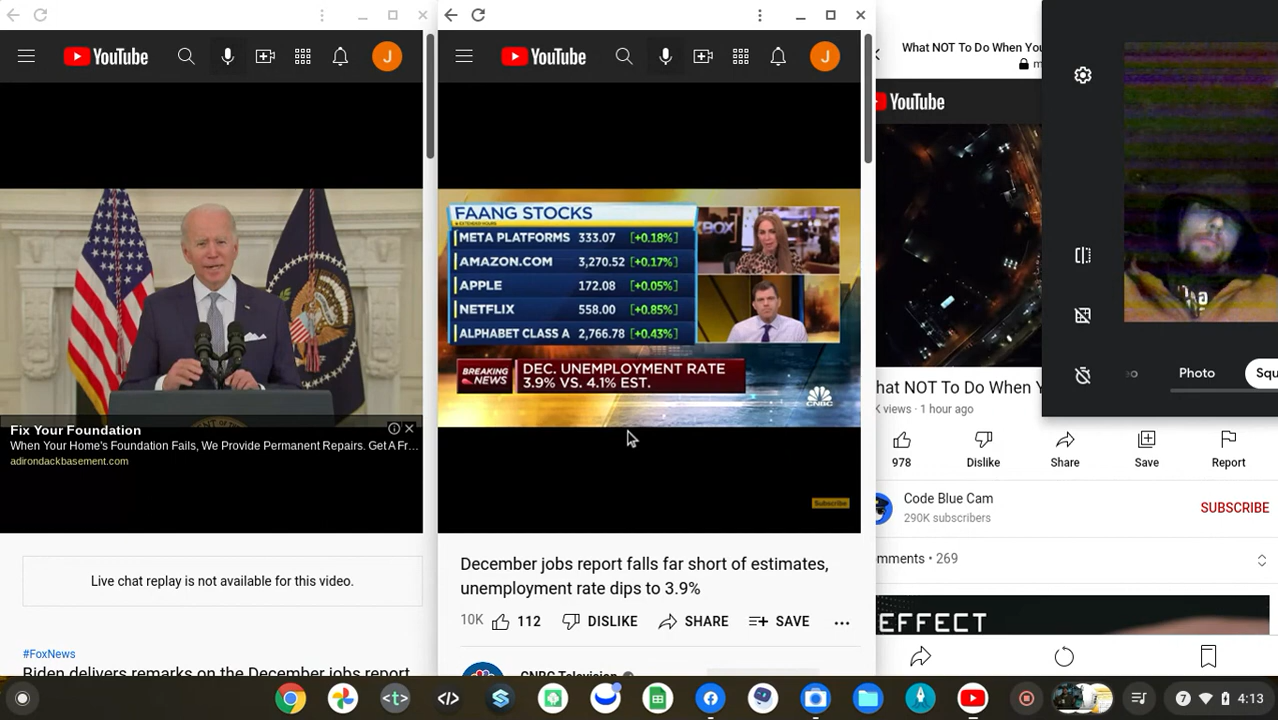 YouTube
J
Fix Your Foundation
When Your Home's Foundation Fails, We Provide Permanent Repairs. Get A Fr...
adirondackbasement.com
Live chat replay is not available for this video.
#FoxNews
Biden delivers remarks on the December jobs report
YouTube
J
FAANG STOCKS
META PLATFORMS 333.07 [+0.18%]
AMAZON.COM 3,270.52 [+0.17%]
APPLE 172.08 [+0.05%]
NETFLIX 558.00 [+0.85%]
ALPHABET CLASS A 2,766.78 [+0.43%]
BREAKING NEWS
DEC. UNEMPLOYMENT RATE
3.9% VS. 4.1% EST.
CNBC
Subscribe
December jobs report falls far short of estimates,
unemployment rate dips to 3.9%
10K 112 DISLIKE SHARE SAVE
CNBC Television
What NOT To Do When You
m
YouTube
hat NOT To Do When Y
K views · 1 hour ago
978 Dislike Share Save Report
Code Blue Cam
290K subscribers
SUBSCRIBE
omments • 269
EFFECT
eo Photo Squ
7 4:13